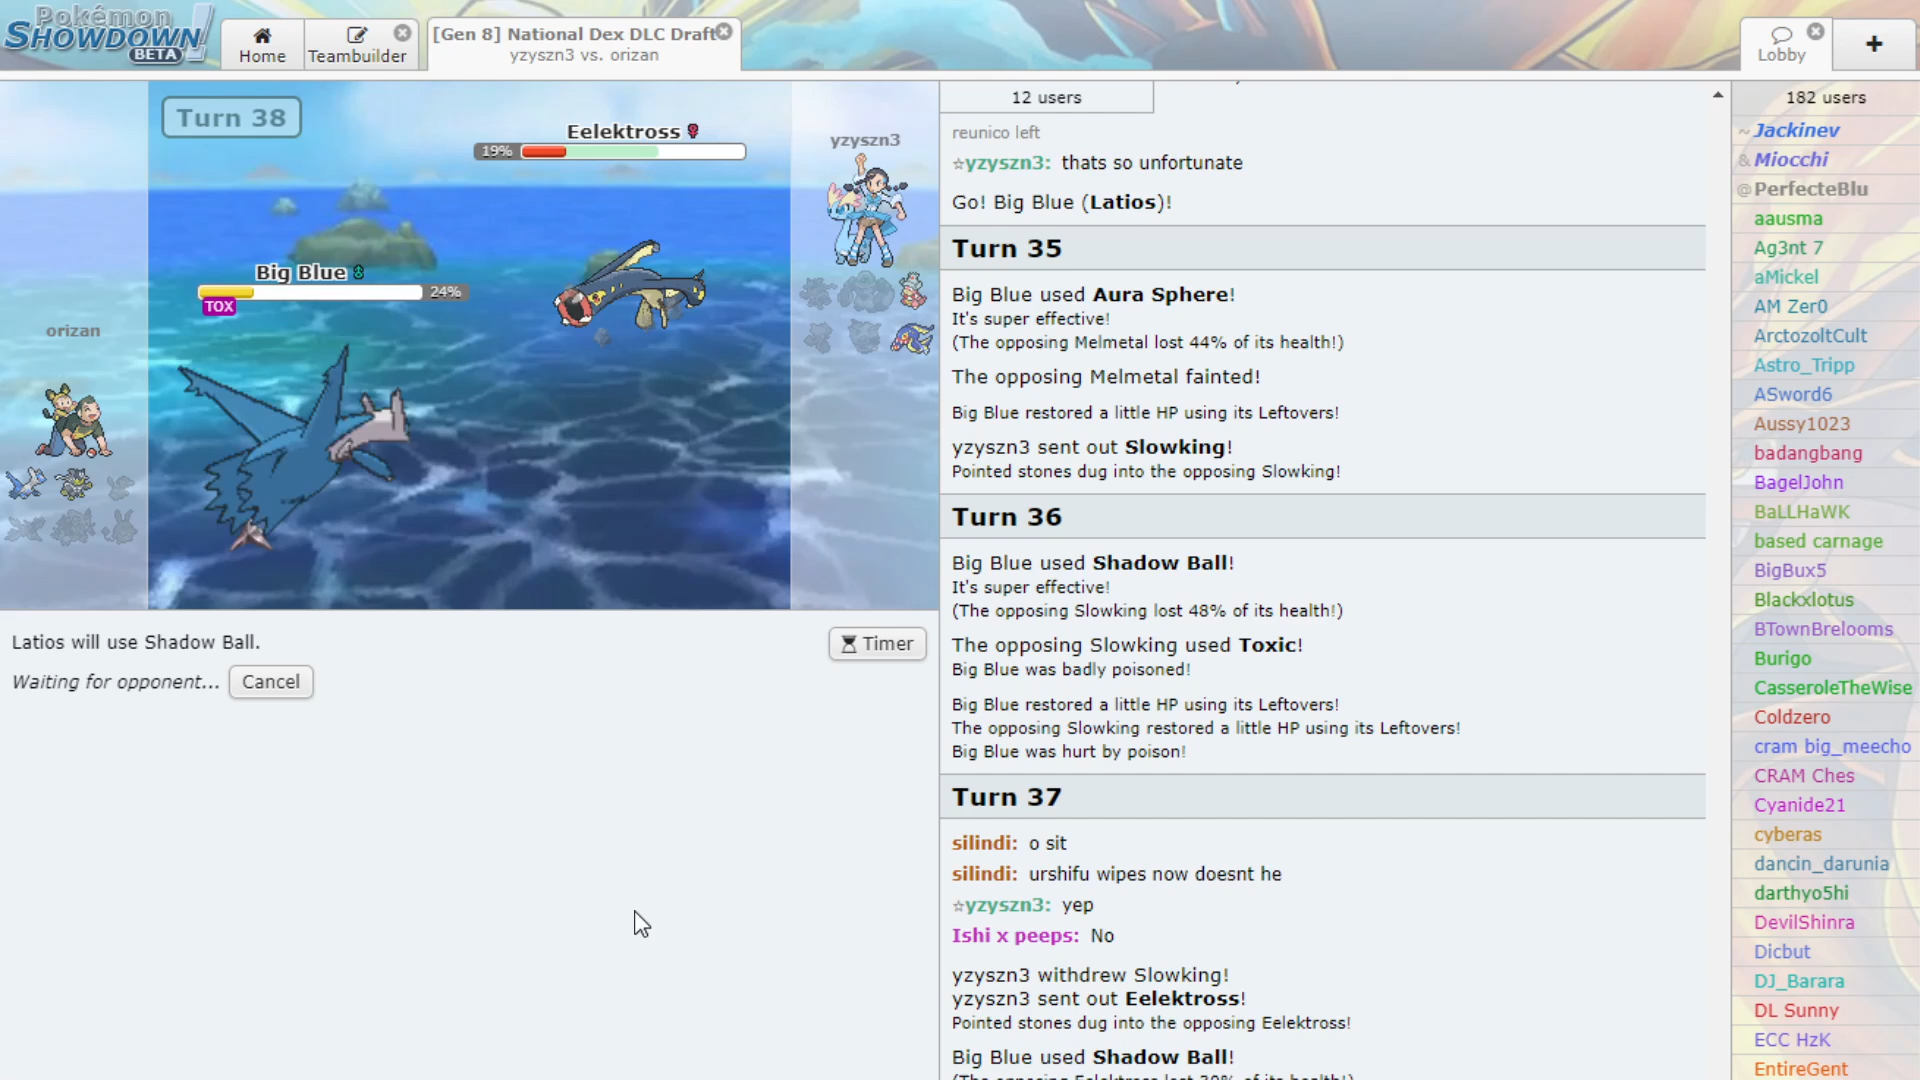 Pokémon
SHOWDOWN!
BETA
Home
Teambuilder
[Gen 8] National Dex DLC Draft
yzyszn3 vs. orizan
Lobby
+
Turn 38
Eelektross
19%
Big Blue
24%
TOX
orizan
yzyszn3
Latios will use Shadow Ball.
Timer
Waiting for opponent...
Cancel
12 users
reunico left
☆yzyszn3: thats so unfortunate
Go! Big Blue (Latios)!
Turn 35
Big Blue used Aura Sphere!
It's super effective!
(The opposing Melmetal lost 44% of its health!)
The opposing Melmetal fainted!
Big Blue restored a little HP using its Leftovers!
yzyszn3 sent out Slowking!
Pointed stones dug into the opposing Slowking!
Turn 36
Big Blue used Shadow Ball!
It's super effective!
(The opposing Slowking lost 48% of its health!)
The opposing Slowking used Toxic!
Big Blue was badly poisoned!
Big Blue restored a little HP using its Leftovers!
The opposing Slowking restored a little HP using its Leftovers!
Big Blue was hurt by poison!
Turn 37
silindi: o sit
silindi: urshifu wipes now doesnt he
☆yzyszn3: yep
Ishi x peeps: No
yzyszn3 withdrew Slowking!
yzyszn3 sent out Eelektross!
Pointed stones dug into the opposing Eelektross!
Big Blue used Shadow Ball!
182 users
~Jackinev
&Miocchi
@PerfecteBlu
aausma
Ag3nt 7
aMickel
AM Zer0
ArctozoltCult
Astro_Tripp
ASword6
Aussy1023
badangbang
BagelJohn
BaLLHaWK
based carnage
BigBux5
Blackxlotus
BTownBrelooms
Burigo
CasseroleTheWise
Coldzero
cram big_meecho
CRAM Ches
Cyanide21
cyberas
dancin_darunia
darthyo5hi
DevilShinra
Dicbut
DJ_Barara
DL Sunny
ECC HzK
EntireGent